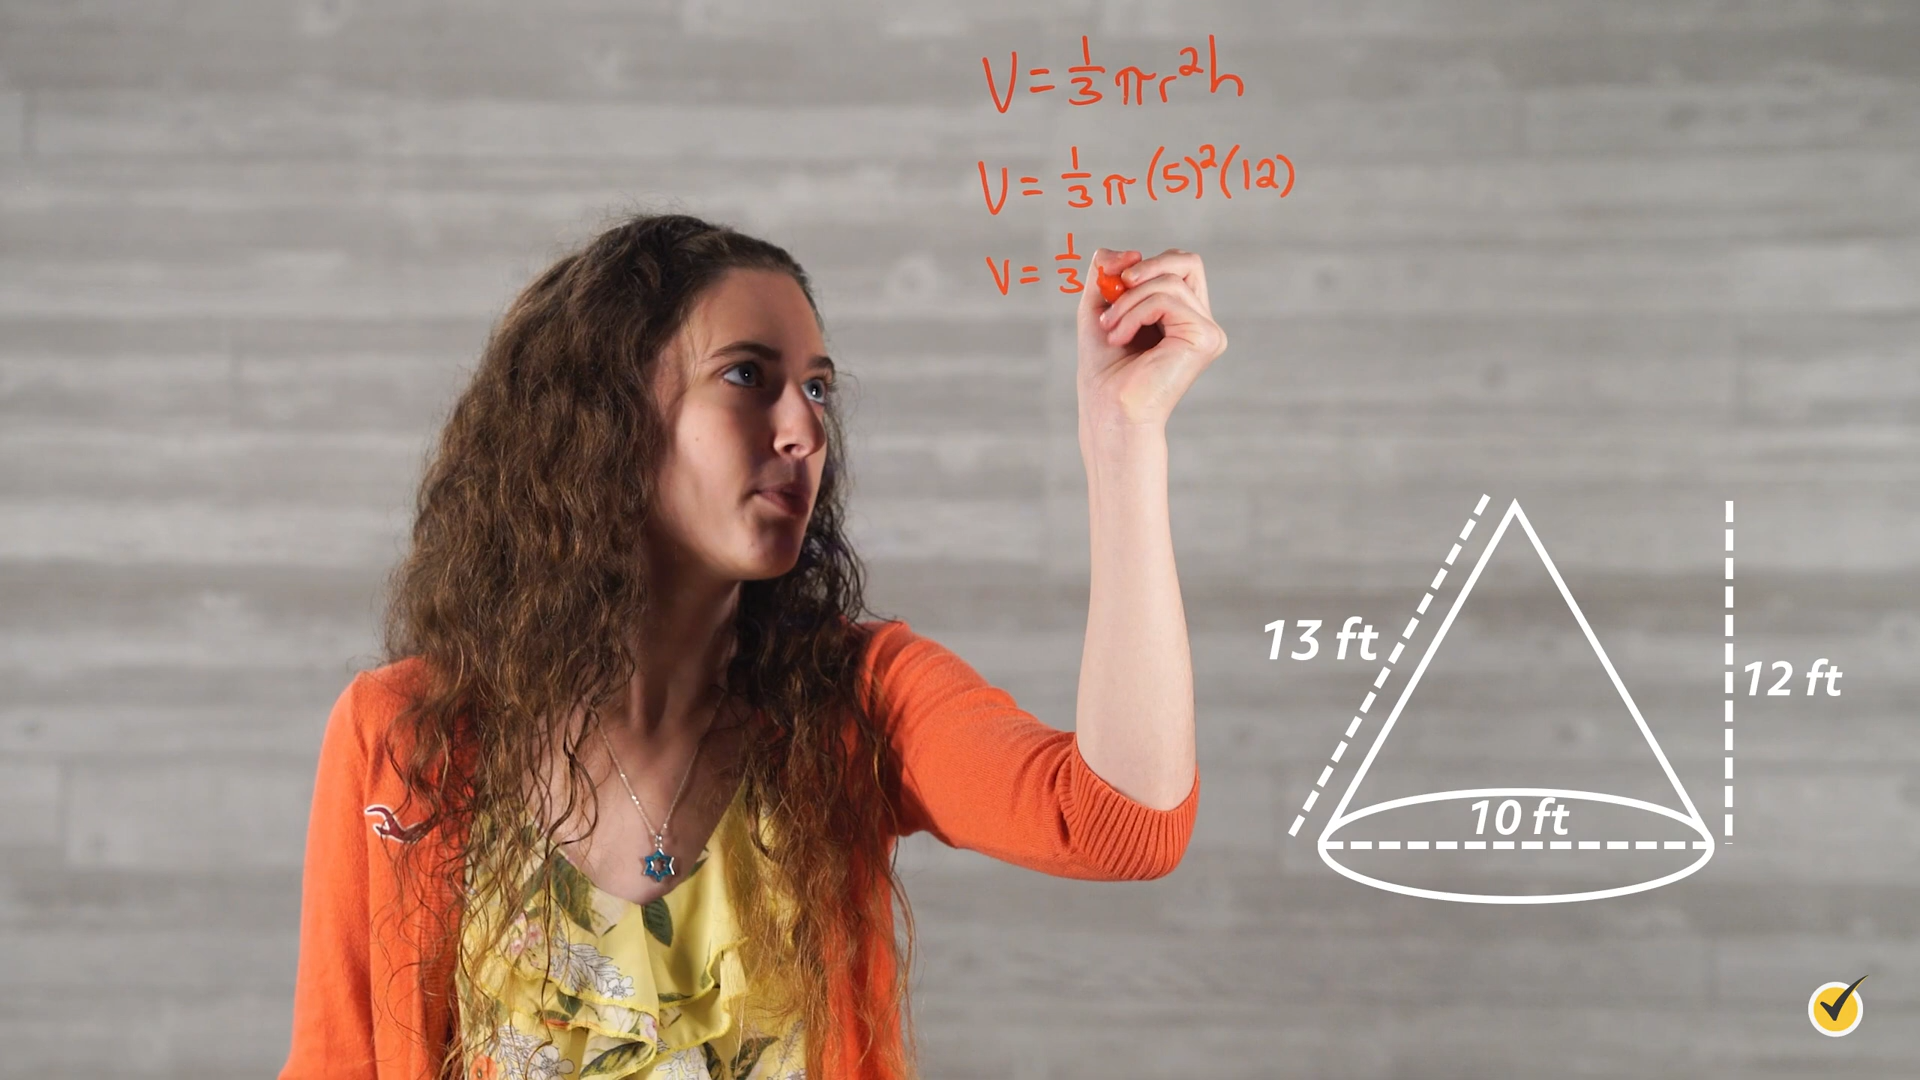 V = 1/3 πr²h
V = 1/3 π(5)²(12)
V = 1/3
13 ft
12 ft
10 ft